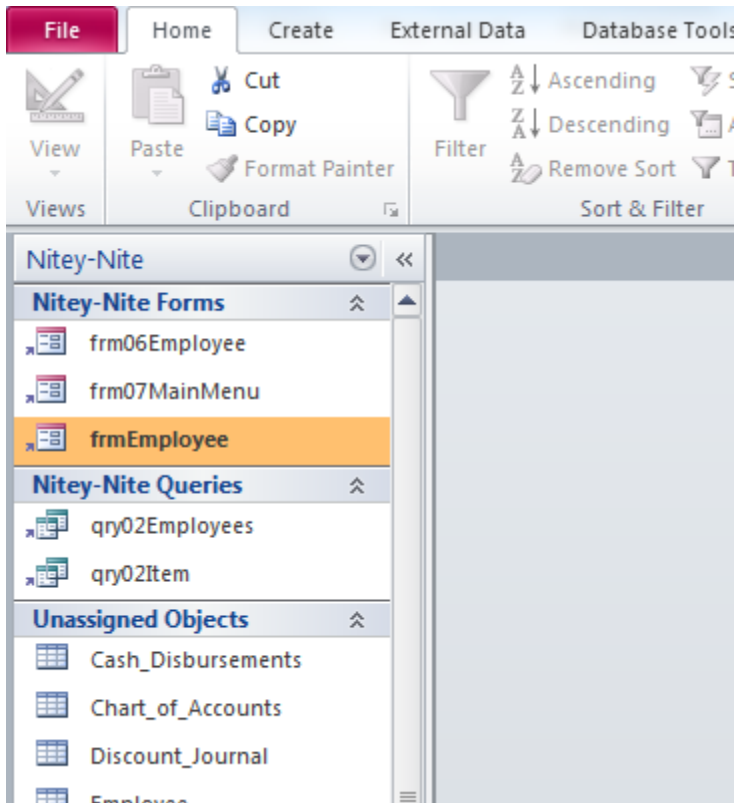 File Home Create External Data Database Tools
Cut Ascending
Copy Descending
View Paste Format Painter Filter Remove Sort
Views Clipboard Sort & Filter
Nitey-Nite
Nitey-Nite Forms
frm06Employee
frm07MainMenu
frmEmployee
Nitey-Nite Queries
qry02Employees
qry02Item
Unassigned Objects
Cash_Disbursements
Chart_of_Accounts
Discount_Journal
Employee